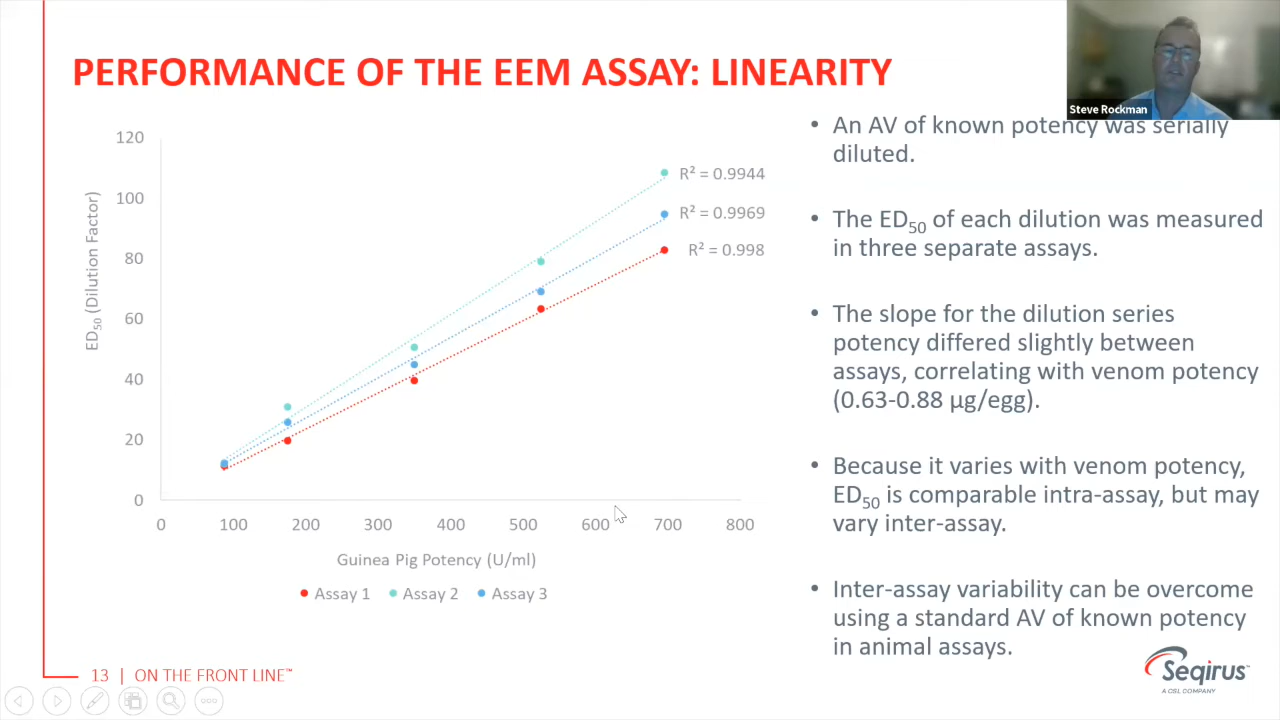 PERFORMANCE OF THE EEM ASSAY: LINEARITY
Steve Rockman
120
100
80
60
40
20
0
ED50 (Dilution Factor)
R² = 0.9944
R² = 0.9969
R² = 0.998
0 100 200 300 400 500 600 700 800
Guinea Pig Potency (U/ml)
Assay 1 Assay 2 Assay 3
• An AV of known potency was serially
diluted.
• The ED50 of each dilution was measured
in three separate assays.
• The slope for the dilution series
potency differed slightly between
assays, correlating with venom potency
(0.63-0.88 µg/egg).
• Because it varies with venom potency,
ED50 is comparable intra-assay, but may
vary inter-assay.
• Inter-assay variability can be overcome
using a standard AV of known potency
in animal assays.
13 | ON THE FRONT LINE™
Seqirus™
A CSL COMPANY